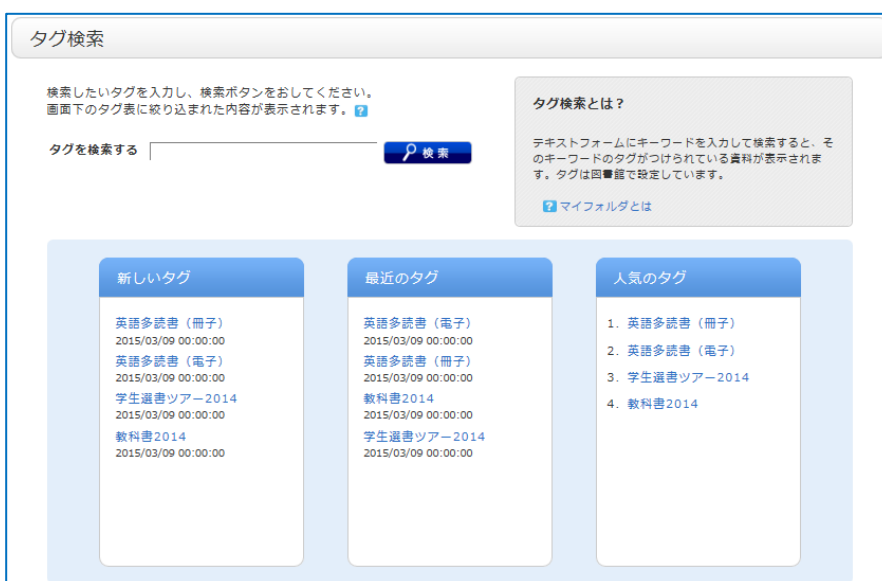 タグ検索
検索したいタグを入力し、検索ボタンをおしてください。
画面下のタグ表に絞り込まれた内容が表示されます。 ?
タグを検索する
検索
タグ検索とは？
テキストフォームにキーワードを入力して検索すると、そ
のキーワードのタグがつけられている資料が表示されま
す。タグは図書館で設定しています。
? マイフォルダとは
新しいタグ
英語多読書（冊子）
2015/03/09 00:00:00
英語多読書（電子）
2015/03/09 00:00:00
学生選書ツアー2014
2015/03/09 00:00:00
教科書2014
2015/03/09 00:00:00
最近のタグ
英語多読書（電子）
2015/03/09 00:00:00
英語多読書（冊子）
2015/03/09 00:00:00
教科書2014
2015/03/09 00:00:00
学生選書ツアー2014
2015/03/09 00:00:00
人気のタグ
1. 英語多読書（冊子）
2. 英語多読書（電子）
3. 学生選書ツアー2014
4. 教科書2014